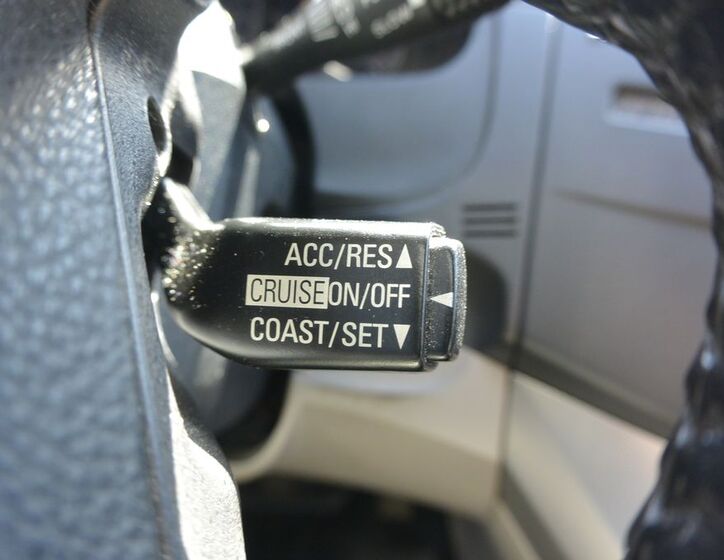 ACC/RES▲
CRUISE ON/OFF ◀
COAST/SET▼